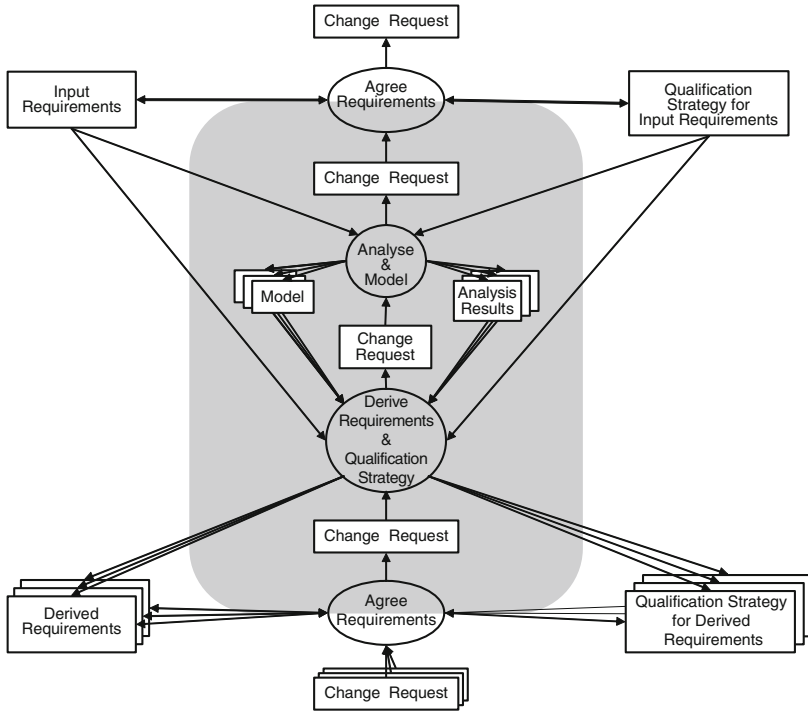 Change Request
Input
Requirements
Agree
Requirements
Qualification
Strategy for
Input Requirements
Change Request
Analyse
&
Model
Model
Analysis
Results
Change
Request
Derive
Requirements
&
Qualification
Strategy
Change Request
Derived
Requirements
Agree
Requirements
Qualification Strategy
for Derived
Requirements
Change Request